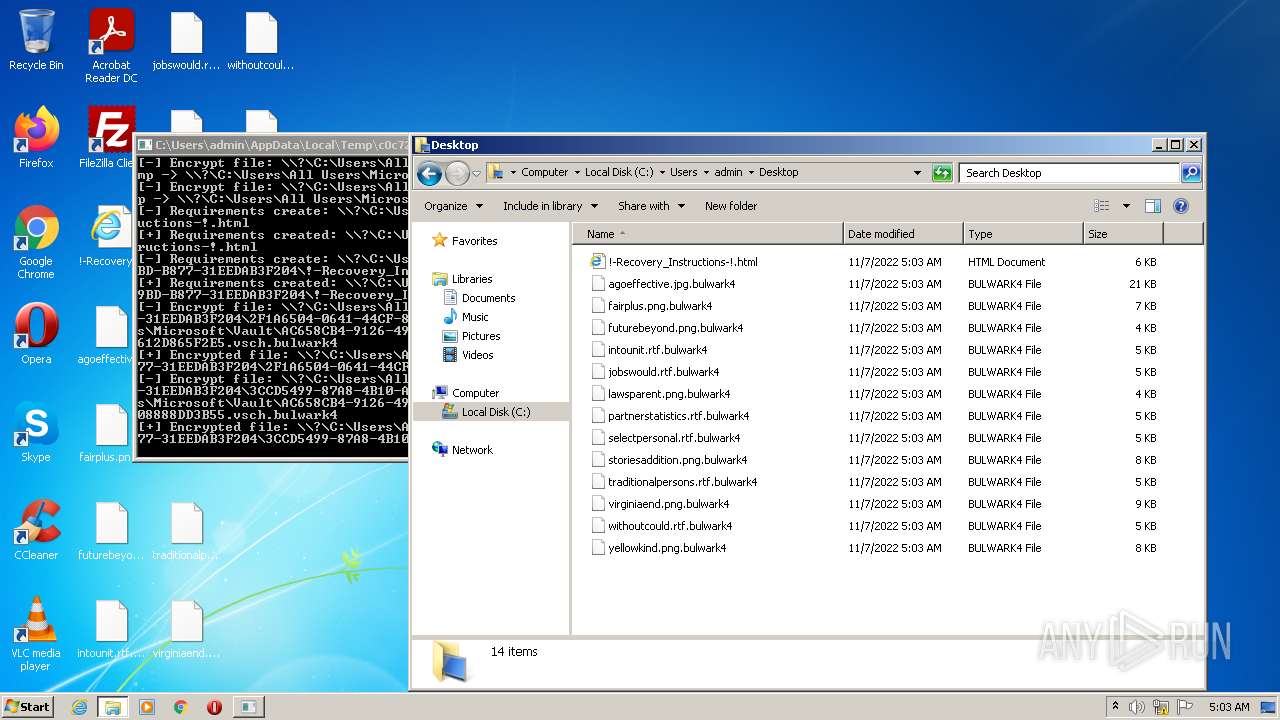 Recycle Bin
Acrobat
Reader DC
jobswould.r...
withoutcoul...
Firefox
FileZilla Clie
Google
Chrome
!-Recovery_
Opera
agoeffectiv
Skype
fairplus.pn
CCleaner
futurebeyo...
traditionalp...
VLC media
player
intounit.rtf....
virginiaend....
C:\Users\admin\AppData\Local\Temp\c0c7
[-] Encrypt file: \\?\C:\Users\All
mp -> \\?\C:\Users\All Users\Micro
[-] Encrypt file: \\?\C:\Users\All
p -> \\?\C:\Users\All Users\Micros
[-] Requirements create: \\?\C:\Us
uctions-!.html
[+] Requirements created: \\?\C:\U
ructions-!.html
[-] Requirements create: \\?\C:\Us
BD-B877-31EEDAB3F204\!-Recovery_In
[+] Requirements created: \\?\C:\U
9BD-B877-31EEDAB3F204\!-Recovery_I
[-] Encrypt file: \\?\C:\Users\All
-31EEDAB3F204\2F1A6504-0641-44CF-8
s\Microsoft\Vault\AC658CB4-9126-49
612D865F2E5.vsch.bulwark4
[+] Encrypted file: \\?\C:\Users\A
77-31EEDAB3F204\2F1A6504-0641-44CF
[-] Encrypt file: \\?\C:\Users\All
-31EEDAB3F204\3CCD5499-87A8-4B10-A
s\Microsoft\Vault\AC658CB4-9126-49
08888DD3B55.vsch.bulwark4
[+] Encrypted file: \\?\C:\Users\A
77-31EEDAB3F204\3CCD5499-87A8-4B10
Desktop
Computer Local Disk (C:) Users admin Desktop
Search Desktop
Organize Include in library Share with New folder
Favorites
Libraries
Documents
Music
Pictures
Videos
Computer
Local Disk (C:)
Network
Name Date modified Type Size
!-Recovery_Instructions-!.html 11/7/2022 5:03 AM HTML Document 6 KB
agoeffective.jpg.bulwark4 11/7/2022 5:03 AM BULWARK4 File 21 KB
fairplus.png.bulwark4 11/7/2022 5:03 AM BULWARK4 File 7 KB
futurebeyond.png.bulwark4 11/7/2022 5:03 AM BULWARK4 File 6 KB
intounit.rtf.bulwark4 11/7/2022 5:03 AM BULWARK4 File 5 KB
jobswould.rtf.bulwark4 11/7/2022 5:03 AM BULWARK4 File 5 KB
lawsparent.png.bulwark4 11/7/2022 5:03 AM BULWARK4 File 4 KB
partnerstatistics.rtf.bulwark4 11/7/2022 5:03 AM BULWARK4 File 5 KB
selectpersonal.rtf.bulwark4 11/7/2022 5:03 AM BULWARK4 File 5 KB
storiesaddition.png.bulwark4 11/7/2022 5:03 AM BULWARK4 File 8 KB
traditionalpersons.rtf.bulwark4 11/7/2022 5:03 AM BULWARK4 File 5 KB
virginiaend.png.bulwark4 11/7/2022 5:03 AM BULWARK4 File 9 KB
withoutcould.rtf.bulwark4 11/7/2022 5:03 AM BULWARK4 File 5 KB
yellowkind.png.bulwark4 11/7/2022 5:03 AM BULWARK4 File 8 KB
14 items
ANY RUN
Start
5:03 AM